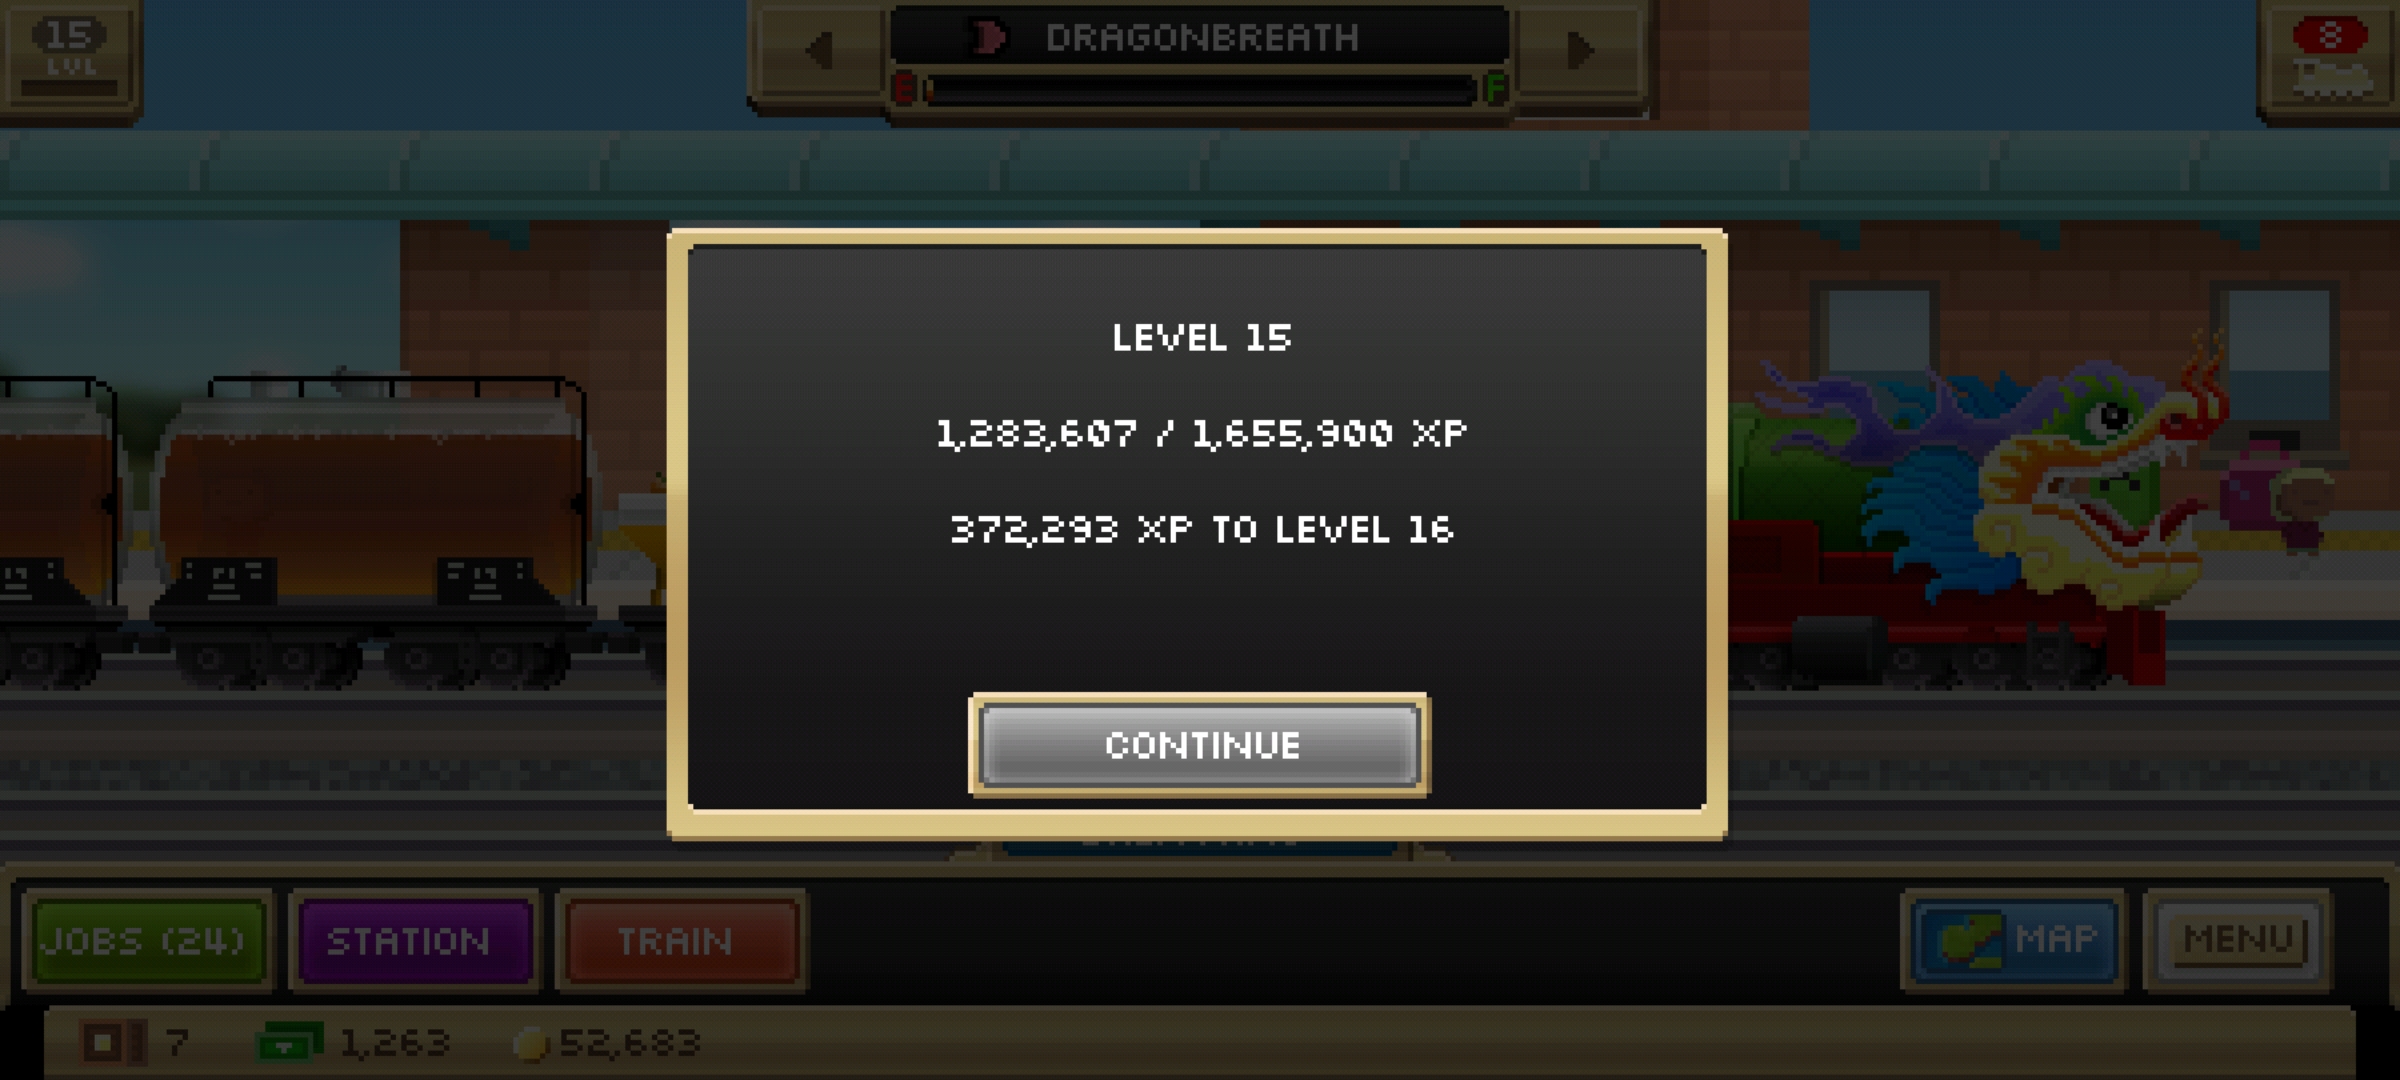 15
LVL
DRAGONBREATH
E
F
8
LEVEL 15
1,283,607 / 1,655,900 XP
372,293 XP TO LEVEL 16
CONTINUE
JOBS (24)
STATION
TRAIN
MAP
MENU
7
1,263
52,683